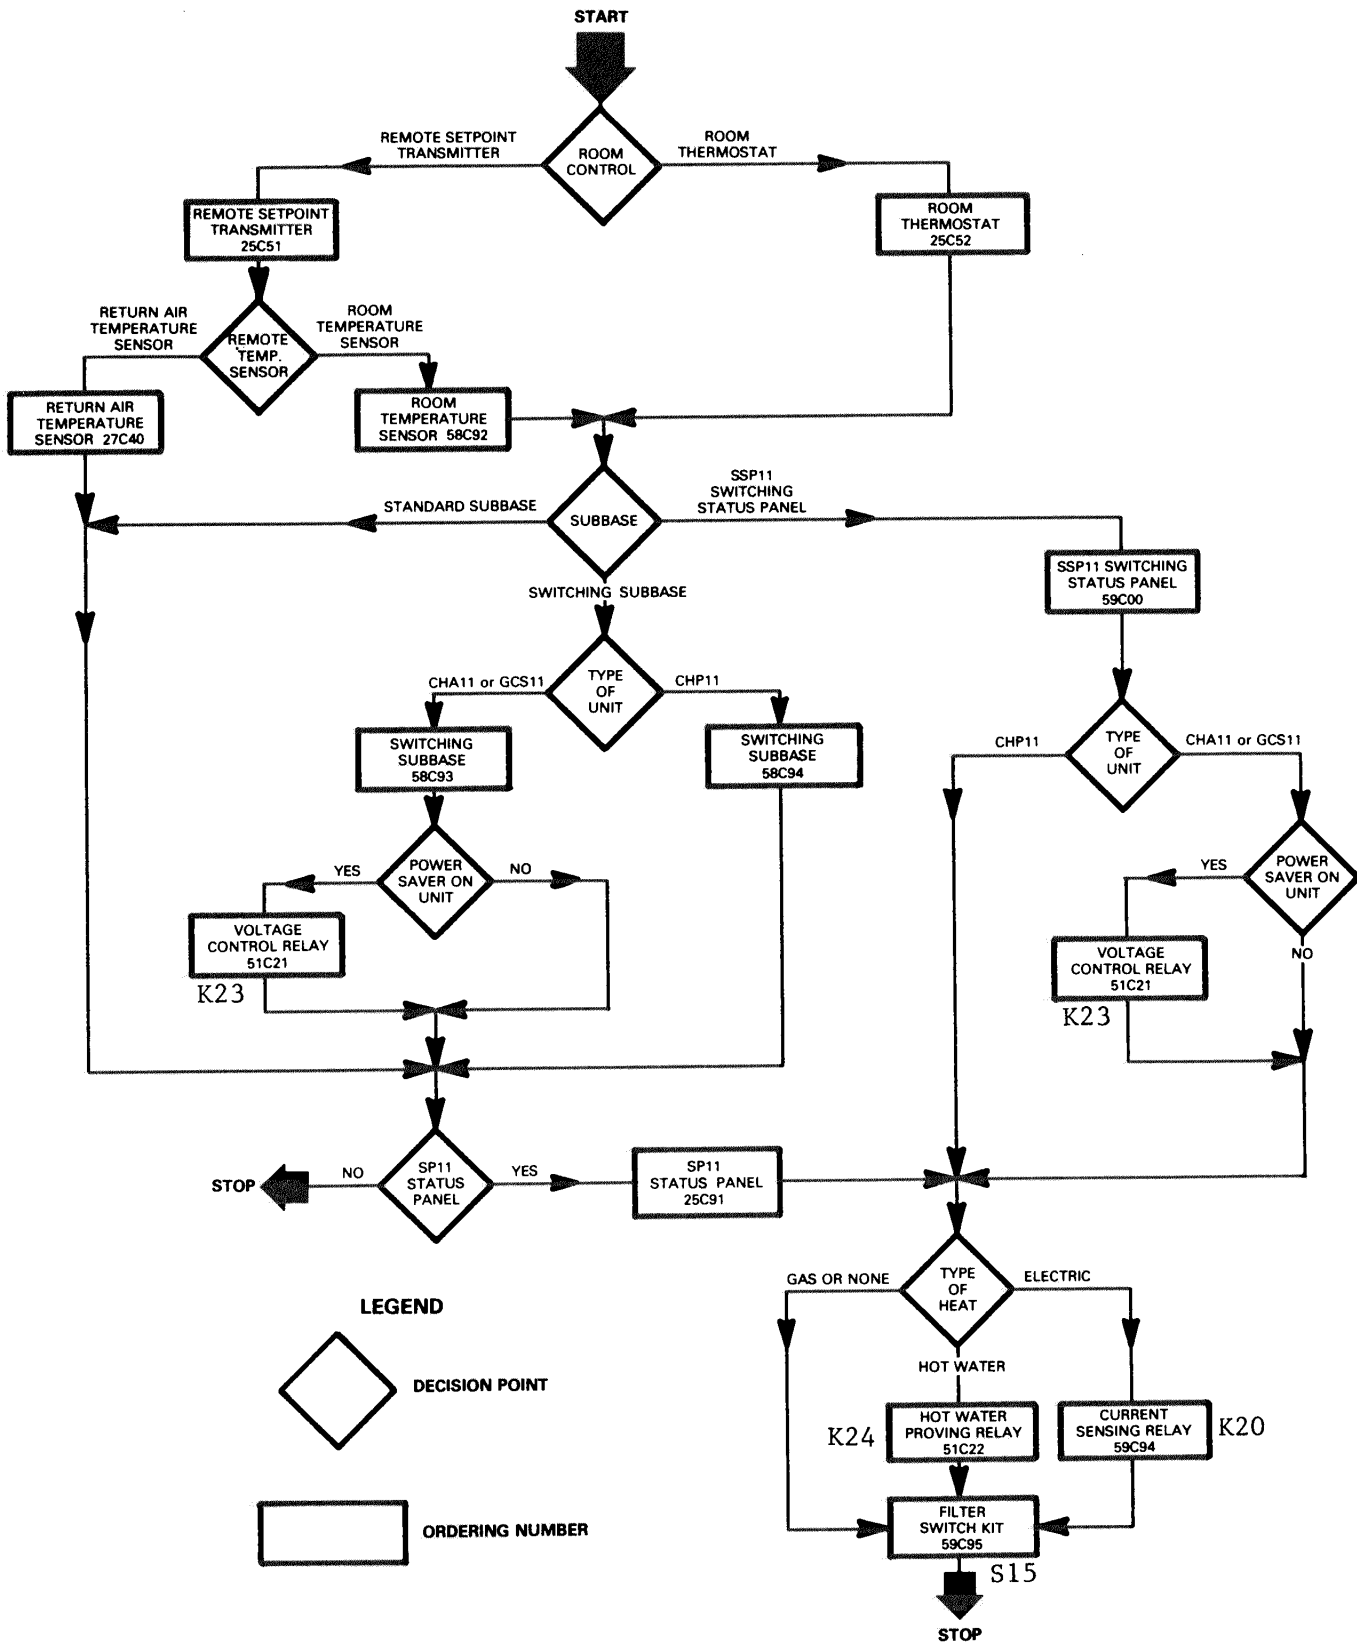 START
ROOM
CONTROL
REMOTE SETPOINT
TRANSMITTER
ROOM
THERMOSTAT
REMOTE SETPOINT
TRANSMITTER
25C51
ROOM
THERMOSTAT
25C52
RETURN AIR
TEMPERATURE
SENSOR
REMOTE
TEMP.
SENSOR
ROOM
TEMPERATURE
SENSOR
RETURN AIR
TEMPERATURE
SENSOR 27C40
ROOM
TEMPERATURE
SENSOR 58C92
STANDARD SUBBASE
SUBBASE
SSP11
SWITCHING
STATUS PANEL
SWITCHING SUBBASE
SSP11 SWITCHING
STATUS PANEL
59C00
CHA11 or GCS11
TYPE
OF
UNIT
CHP11
SWITCHING
SUBBASE
58C93
SWITCHING
SUBBASE
58C94
CHP11
TYPE
OF
UNIT
CHA11 or GCS11
YES
POWER
SAVER ON
UNIT
NO
YES
POWER
SAVER ON
UNIT
NO
VOLTAGE
CONTROL RELAY
51C21
K23
VOLTAGE
CONTROL RELAY
51C21
K23
STOP
NO
SP11
STATUS
PANEL
YES
SP11
STATUS PANEL
25C91
GAS OR NONE
TYPE
OF
HEAT
ELECTRIC
HOT WATER
LEGEND
DECISION POINT
ORDERING NUMBER
K24
HOT WATER
PROVING RELAY
51C22
CURRENT
SENSING RELAY
59C94
K20
FILTER
SWITCH KIT
59C95
S15
STOP